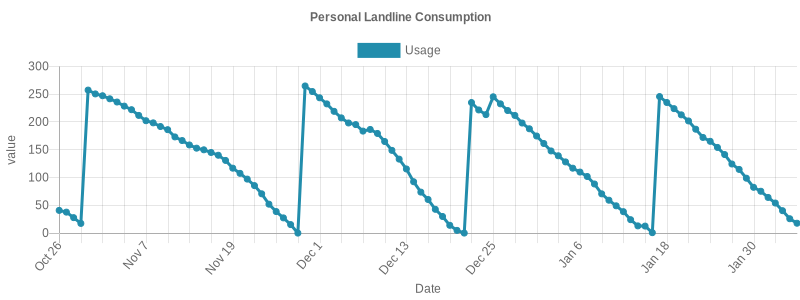 Personal Landline Consumption
Usage
300
250
200
150
100
50
0
value
Oct 26
Nov 7
Nov 19
Dec 1
Dec 13
Dec 25
Jan 6
Jan 18
Jan 30
Date